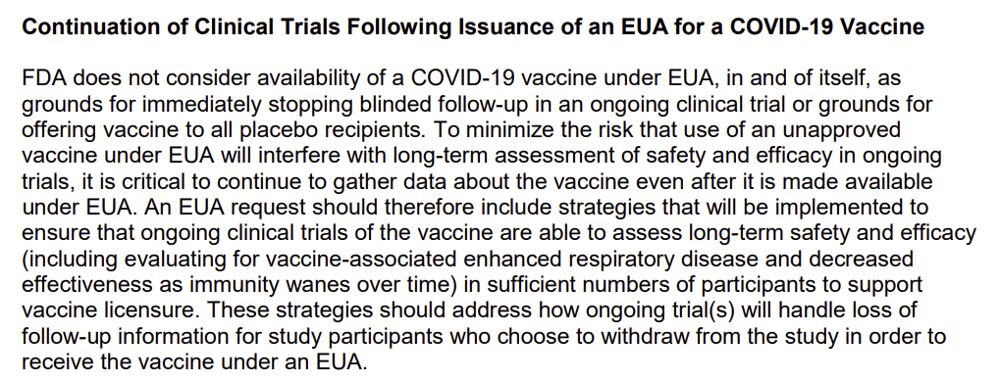 Continuation of Clinical Trials Following Issuance of an EUA for a COVID-19 Vaccine
FDA does not consider availability of a COVID-19 vaccine under EUA, in and of itself, as
grounds for immediately stopping blinded follow-up in an ongoing clinical trial or grounds for
offering vaccine to all placebo recipients. To minimize the risk that use of an unapproved
vaccine under EUA will interfere with long-term assessment of safety and efficacy in ongoing
trials, it is critical to continue to gather data about the vaccine even after it is made available
under EUA. An EUA request should therefore include strategies that will be implemented to
ensure that ongoing clinical trials of the vaccine are able to assess long-term safety and efficacy
(including evaluating for vaccine-associated enhanced respiratory disease and decreased
effectiveness as immunity wanes over time) in sufficient numbers of participants to support
vaccine licensure. These strategies should address how ongoing trial(s) will handle loss of
follow-up information for study participants who choose to withdraw from the study in order to
receive the vaccine under an EUA.